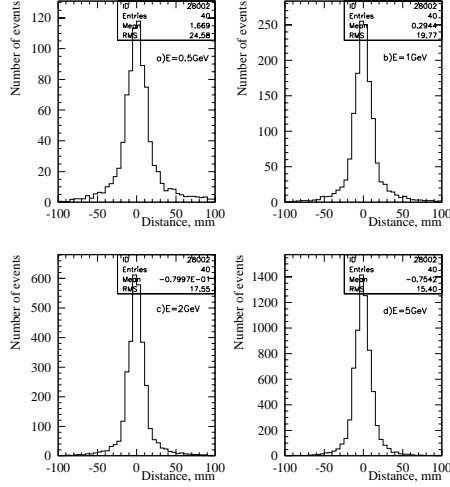 ID 28002
Entries 40
Mean 1.669
RMS 24.58
a)E=0.5GeV
Number of events
120
100
80
60
40
20
0
-100 -50 0 50 100
Distance, mm
ID 28002
Entries 40
Mean 0.2944
RMS 19.77
b)E=1GeV
Number of events
250
200
150
100
50
0
-100 -50 0 50 100
Distance, mm
ID 28002
Entries 40
Mean -0.7997E-01
RMS 17.55
c)E=2GeV
Number of events
600
500
400
300
200
100
0
-100 -50 0 50 100
Distance, mm
ID 28002
Entries 40
Mean -0.7542
RMS 15.40
d)E=5GeV
Number of events
1400
1200
1000
800
600
400
200
0
-100 -50 0 50 100
Distance, mm